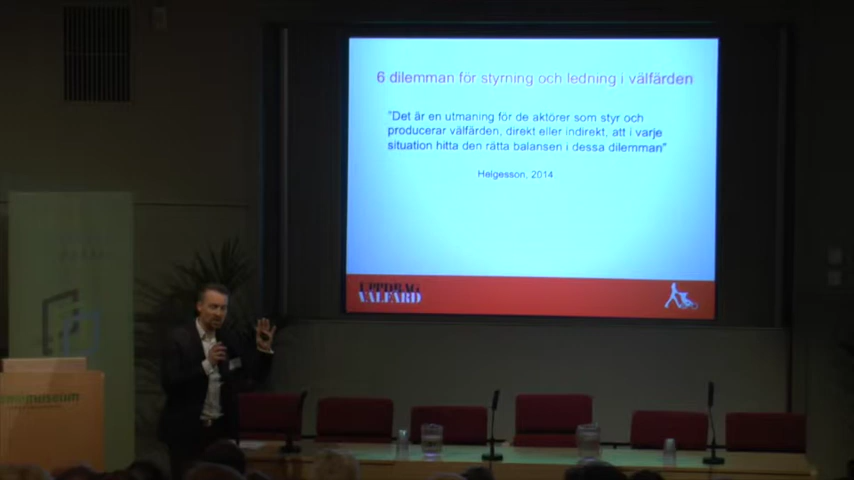 6 dilemman för styrning och ledning i välfärden
"Det är en utmaning för de aktörer som styr och
producerar välfärden, direkt eller indirekt, att i varje
situation hitta den rätta balansen i dessa dilemman"
Helgesson, 2014
UPPDRAG
VÄLFÄRD
museum